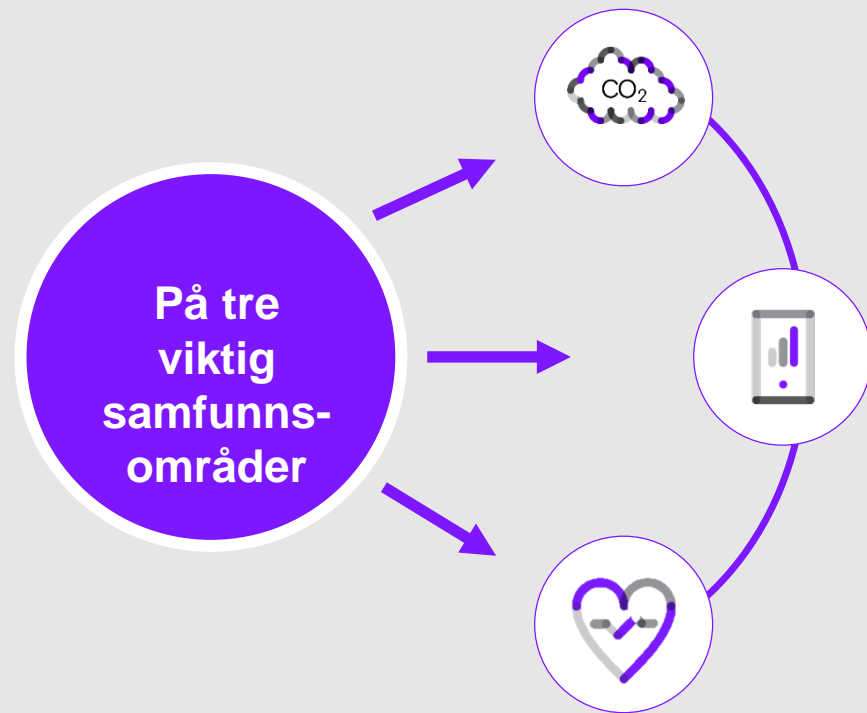 CO₂
På tre
viktig
samfunns-
områder